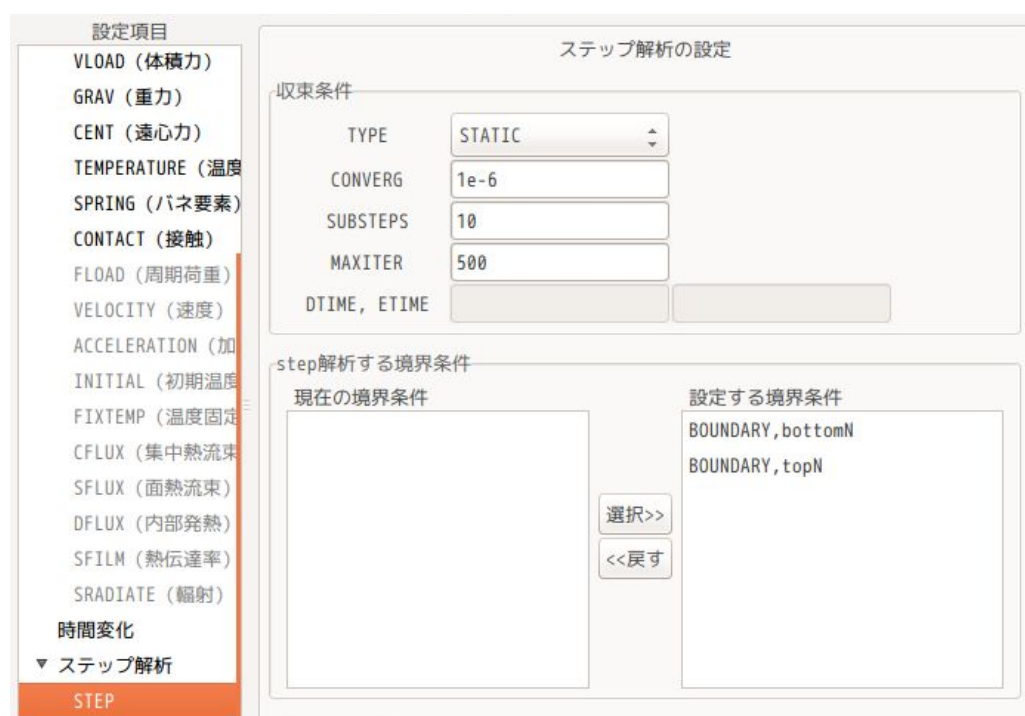 設定項目
VLOAD (体積力)
GRAV (重力)
CENT (遠心力)
TEMPERATURE (温度
SPRING (バネ要素)
CONTACT (接触)
FLOAD (周期荷重)
VELOCITY (速度)
ACCELERATION (加
INITIAL (初期温度
FIXTEMP (温度固定
CFLUX (集中熱流束
SFLUX (面熱流束)
DFLUX (内部発熱)
SFILM (熱伝達率)
SRADIATE (輻射)
時間変化
ステップ解析
STEP
ステップ解析の設定
収束条件
TYPE STATIC
CONVERG 1e-6
SUBSTEPS 10
MAXITER 500
DTIME, ETIME
step解析する境界条件
現在の境界条件
選択>>
<<戻す
設定する境界条件
BOUNDARY,bottomN
BOUNDARY,topN